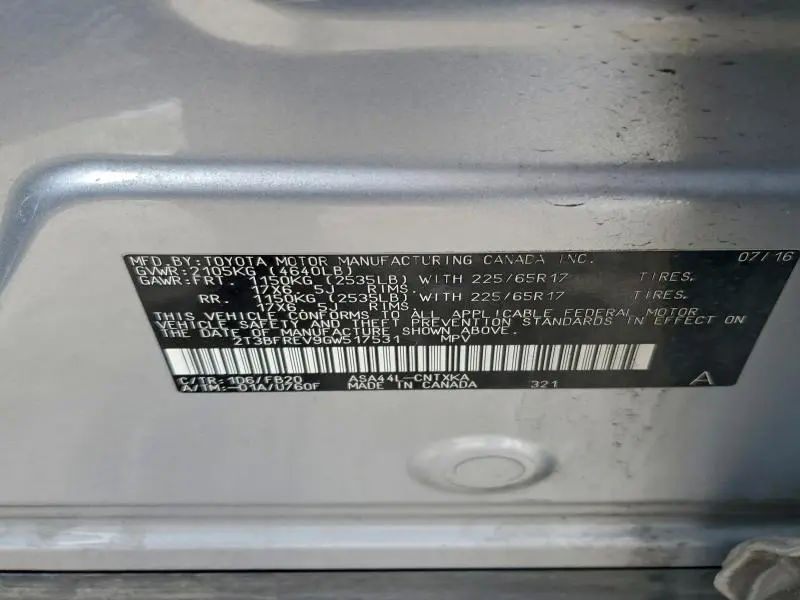 MFD. BY: TOYOTA MOTOR MANUFACTURING CANADA INC. 07/16
GVWR: 2105KG (4640LB)
GAWR: FRT 1150KG (2535LB) WITH 225/65R17 TIRES.
17X6 5J RIMS.
RR. 1150KG (2535LB) WITH 225/65R17 TIRES.
17X6 5J RIMS.
THIS VEHICLE CONFORMS TO ALL APPLICABLE FEDERAL MOTOR
VEHICLE SAFETY AND THEFT PREVENTION STANDARDS IN EFFECT ON
THE DATE OF MANUFACTURE SHOWN ABOVE.
2T3BFREV9GW517531 MPV
C/TR: 1D6/FB20 ASA44L-CNTXKA
A/TM: -01A/U760F MADE IN CANADA 321 A